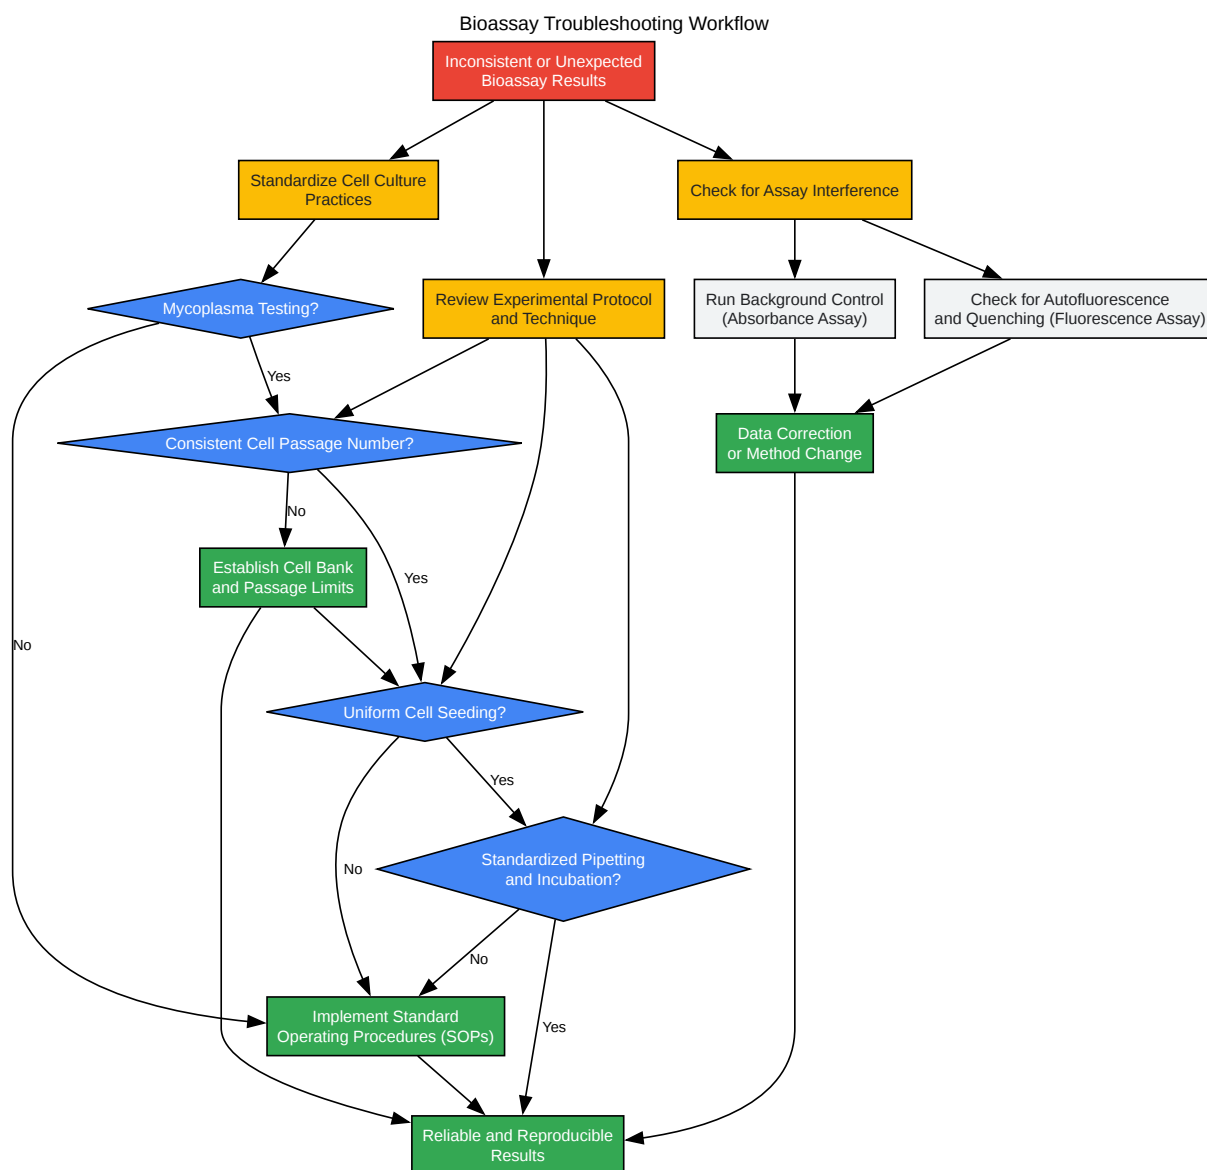 Bioassay Troubleshooting Workflow
Inconsistent or Unexpected
Bioassay Results
Standardize Cell Culture
Practices
Check for Assay Interference
Mycoplasma Testing?
Review Experimental Protocol
and Technique
Run Background Control
(Absorbance Assay)
Check for Autofluorescence
and Quenching (Fluorescence Assay)
Yes
Consistent Cell Passage Number?
Data Correction
or Method Change
No
Establish Cell Bank
and Passage Limits
Yes
No
Uniform Cell Seeding?
Yes
No
Standardized Pipetting
and Incubation?
No
Implement Standard
Operating Procedures (SOPs)
Yes
Reliable and Reproducible
Results